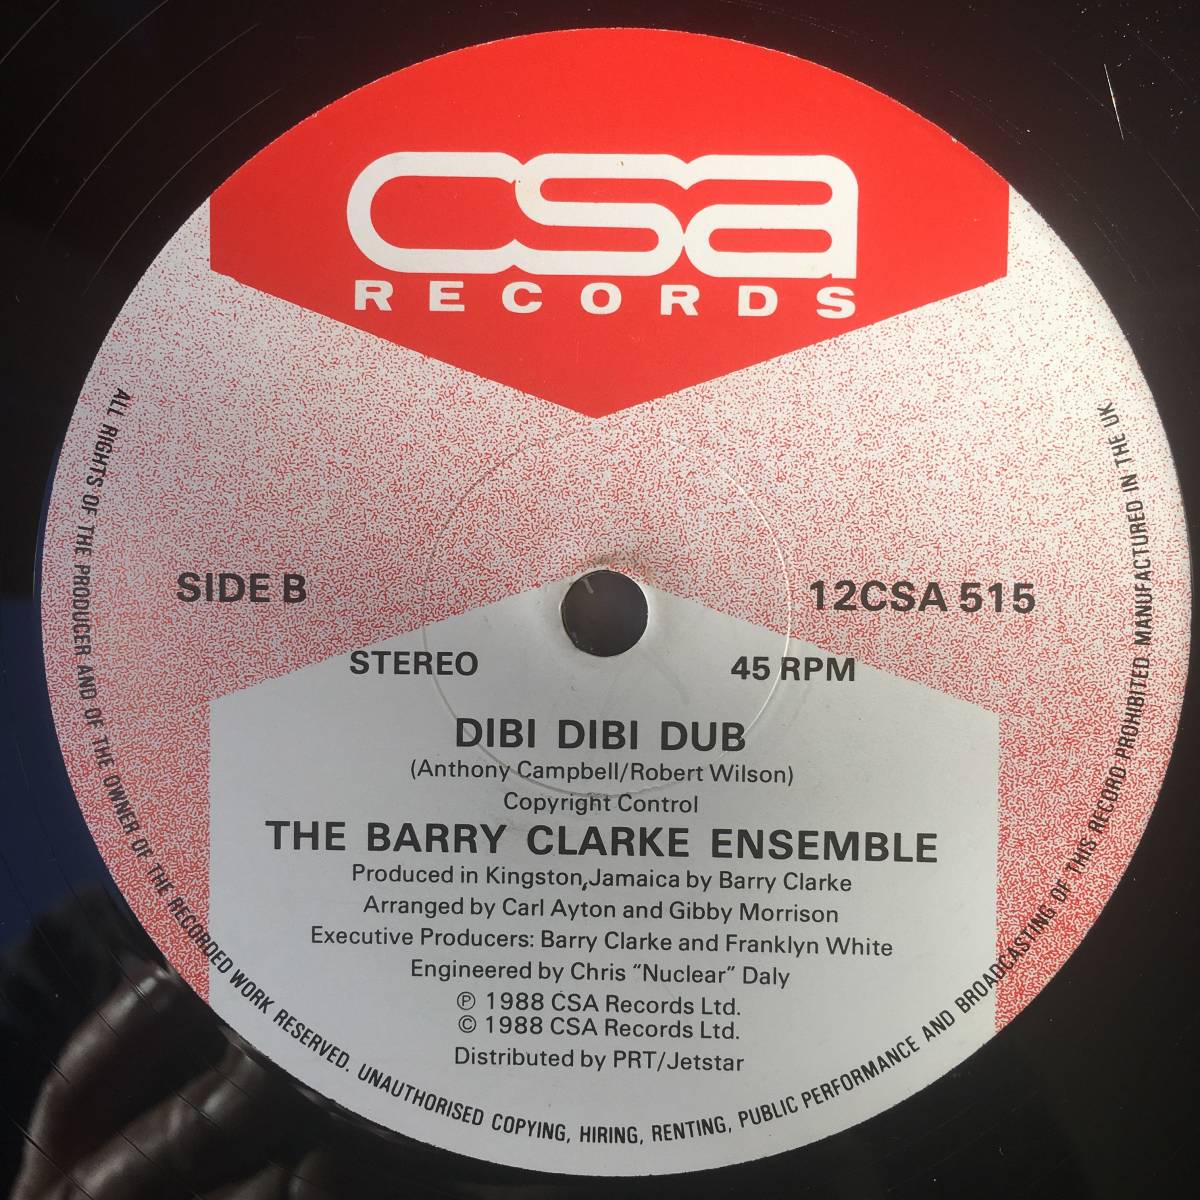 csa
RECORDS
SIDE B
12CSA 515
STEREO
45 RPM
DIBI DIBI DUB
(Anthony Campbell/Robert Wilson)
Copyright Control
THE BARRY CLARKE ENSEMBLE
Produced in Kingston, Jamaica by Barry Clarke
Arranged by Carl Ayton and Gibby Morrison
Executive Producers: Barry Clarke and Franklyn White
Engineered by Chris “Nuclear” Daly
℗ 1988 CSA Records Ltd.
© 1988 CSA Records Ltd.
Distributed by PRT/Jetstar
ALL RIGHTS OF THE PRODUCER AND OF THE OWNER OF THE RECORDED WORK RESERVED. UNAUTHORISED COPYING, HIRING, RENTING, PUBLIC PERFORMANCE AND BROADCASTING OF THIS RECORD PROHIBITED MANUFACTURED IN THE UK